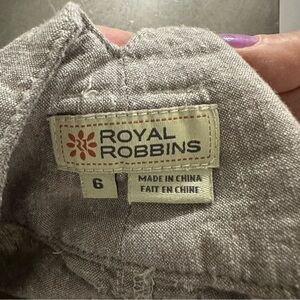 ROYAL
ROBBINS
6
MADE IN CHINA
FAIT EN CHINE